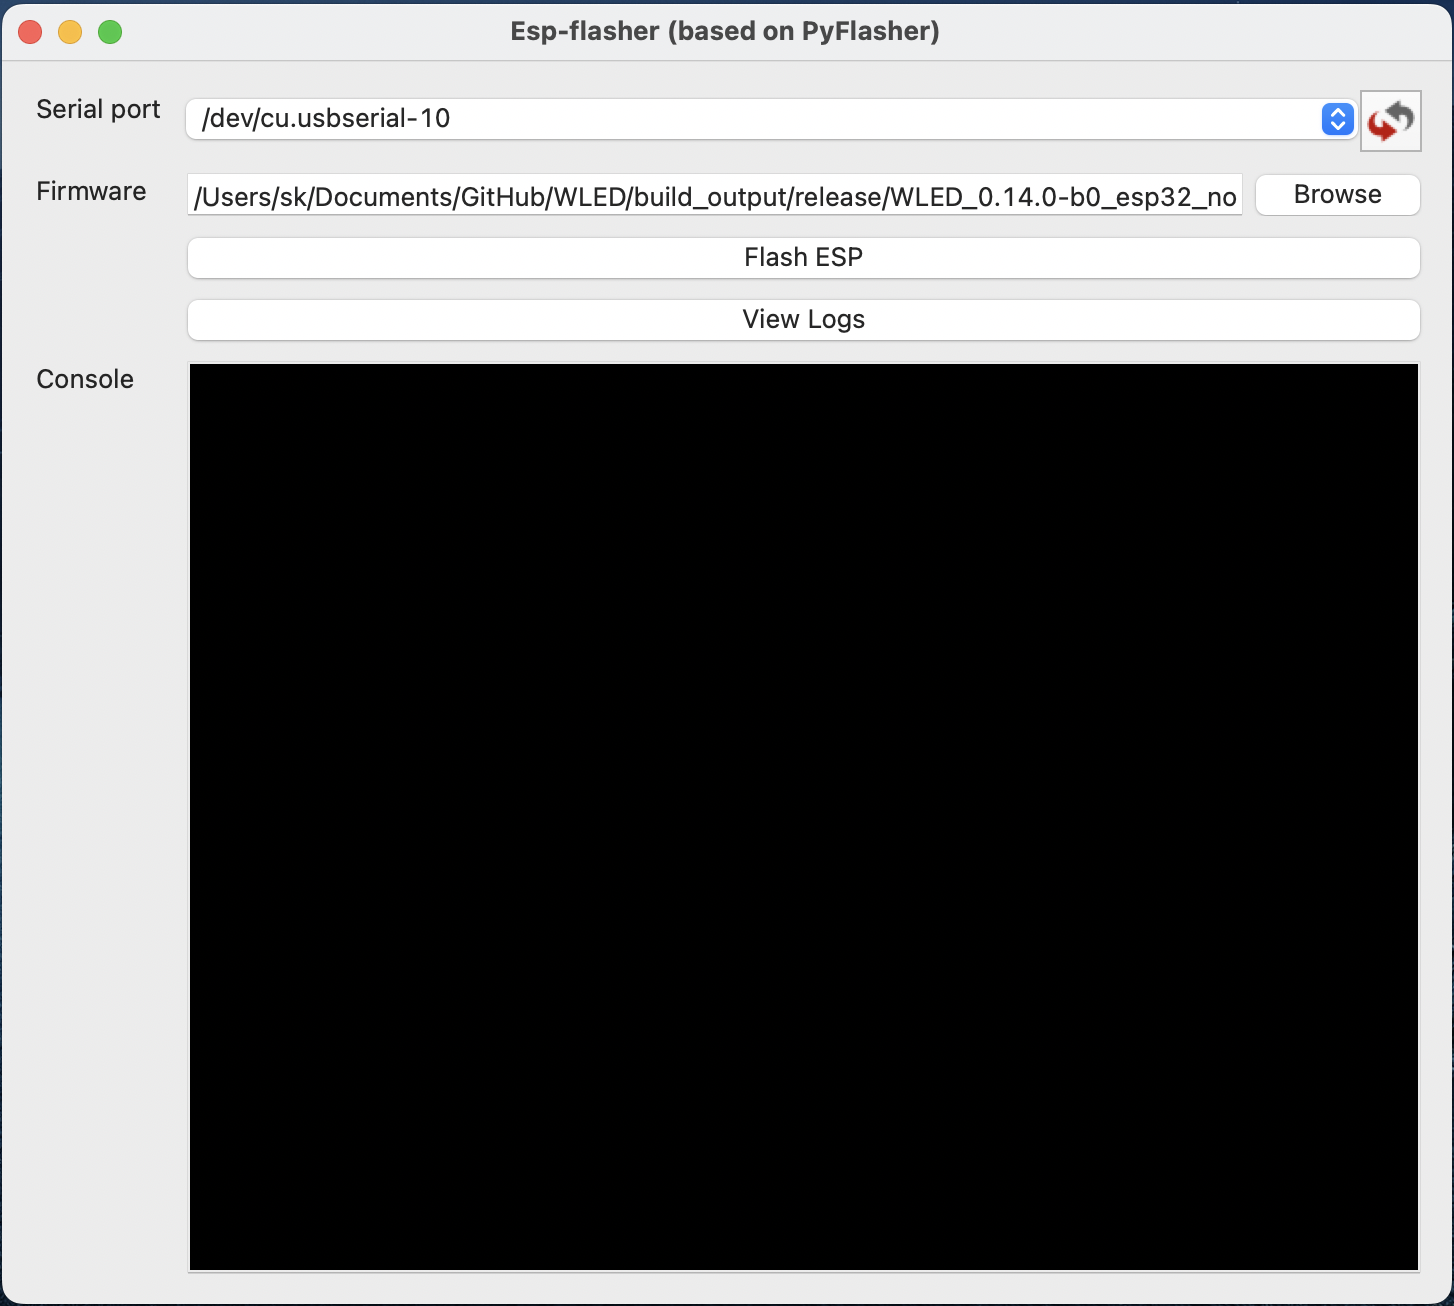 Esp-flasher (based on PyFlasher)
Serial port
/dev/cu.usbserial-10
Firmware
/Users/sk/Documents/GitHub/WLED/build_output/release/WLED_0.14.0-b0_esp32_no
Browse
Flash ESP
View Logs
Console